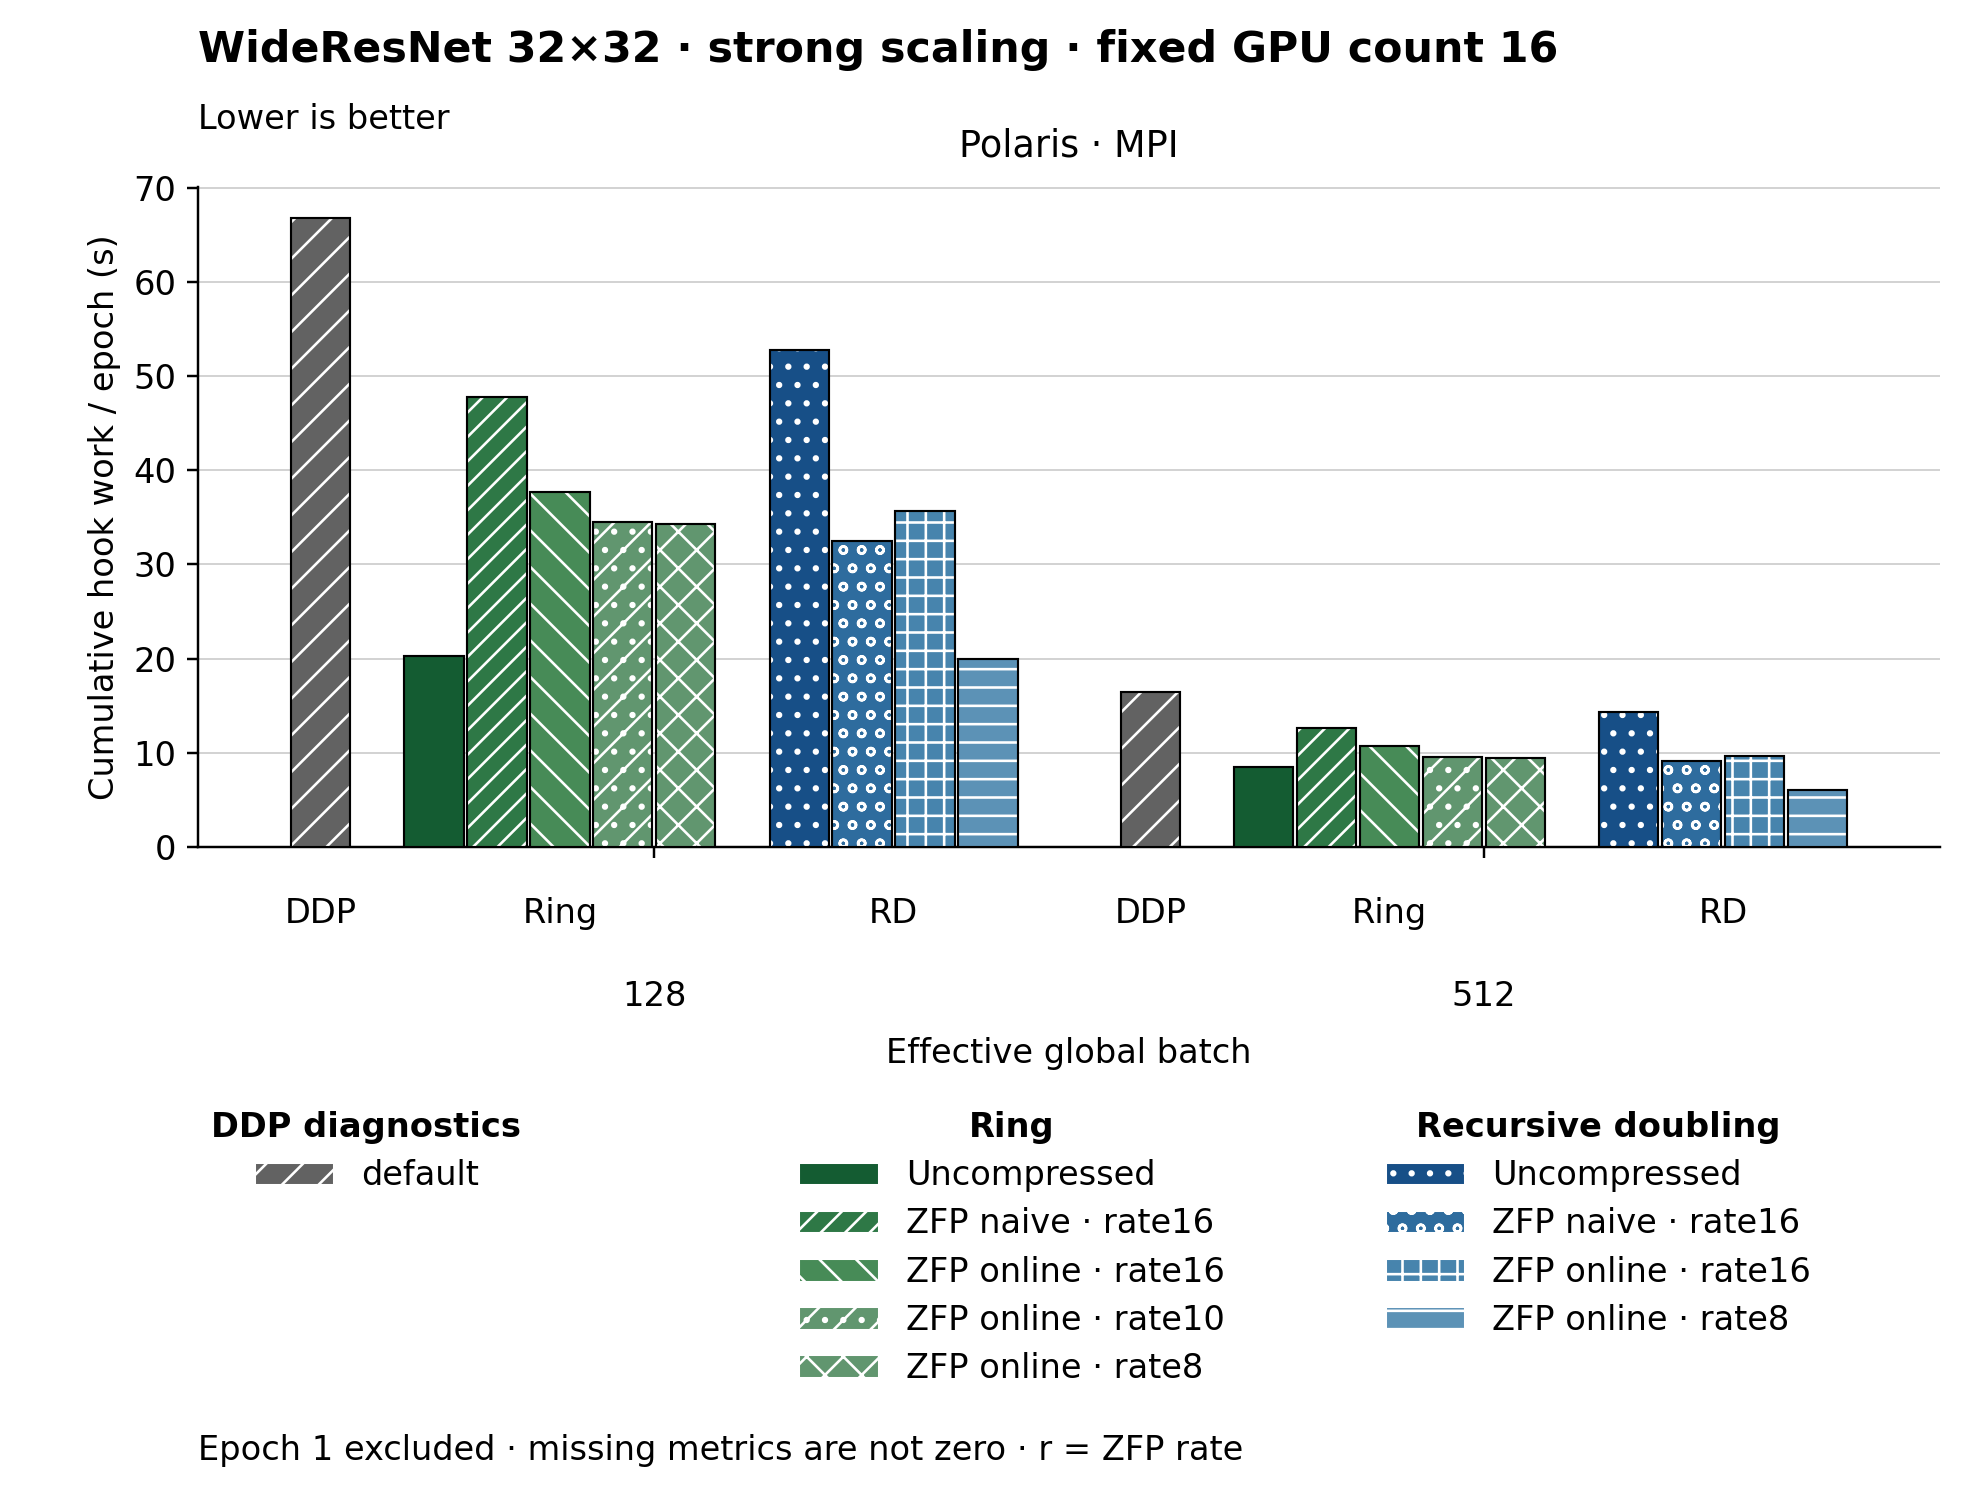 WideResNet 32×32 · strong scaling · fixed GPU count 16
Lower is better
Polaris · MPI
Cumulative hook work / epoch (s)
70
60
50
40
30
20
10
0
DDP Ring RD DDP Ring RD
128 512
Effective global batch
DDP diagnostics
default
Ring
Uncompressed
ZFP naive · rate16
ZFP online · rate16
ZFP online · rate10
ZFP online · rate8
Recursive doubling
Uncompressed
ZFP naive · rate16
ZFP online · rate16
ZFP online · rate8
Epoch 1 excluded · missing metrics are not zero · r = ZFP rate